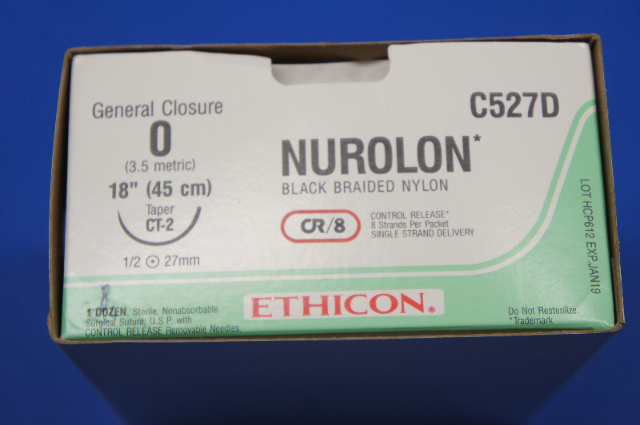 General Closure
0
(3.5 metric)
18" (45 cm)
Taper
CT-2
1/2 27mm
C527D
NUROLON*
BLACK BRAIDED NYLON
CR/8
CONTROL RELEASE*
8 Strands Per Packet
SINGLE STRAND DELIVERY
LOT HCP612 EXP.JAN19
1 DOZEN, Sterile, Nonabsorbable
Surgical Suture, U.S.P. with
CONTROL RELEASE Removable Needles.
ETHICON*
Do Not Resterilize.
*Trademark